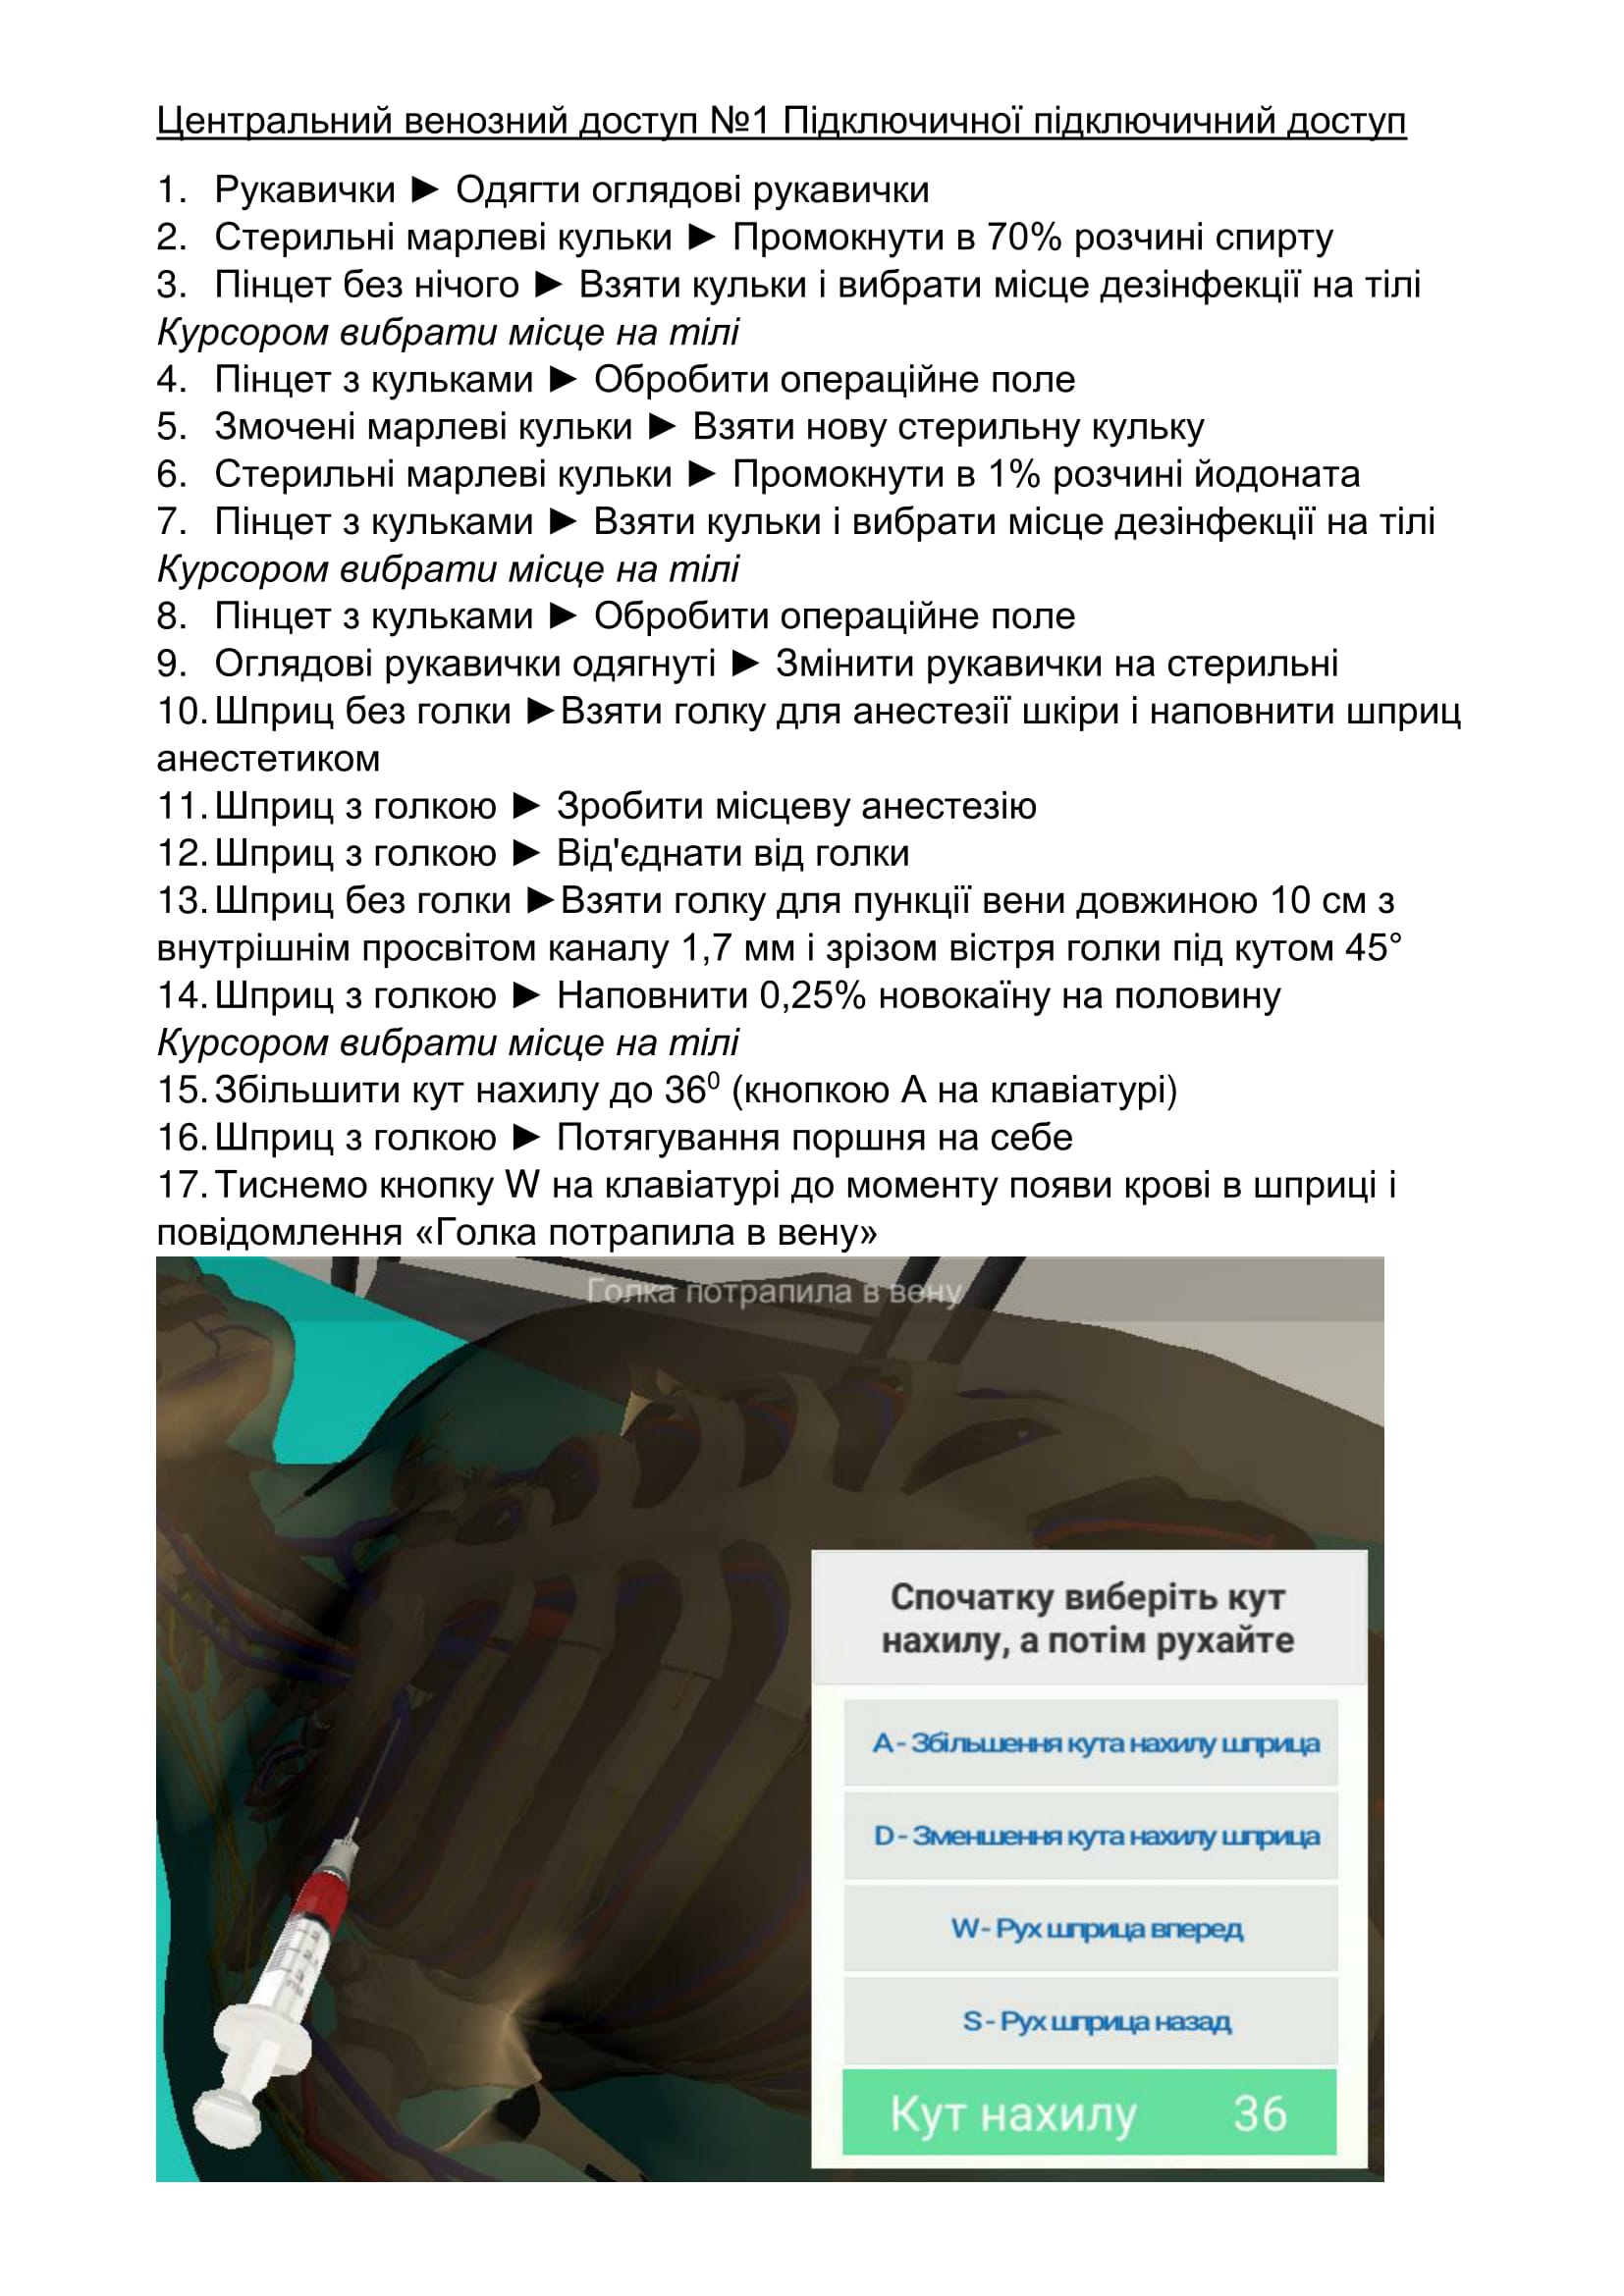 Центральний венозний доступ №1 Підключичної підключичний доступ
1. Рукавички ► Одягти оглядові рукавички
2. Стерильні марлеві кульки ► Промокнути в 70% розчині спирту
3. Пінцет без нічого ► Взяти кульки і вибрати місце дезінфекції на тілі
Курсором вибрати місце на тілі
4. Пінцет з кульками ► Обробити операційне поле
5. Змочені марлеві кульки ► Взяти нову стерильну кульку
6. Стерильні марлеві кульки ► Промокнути в 1% розчині йодоната
7. Пінцет з кульками ► Взяти кульки і вибрати місце дезінфекції на тілі
Курсором вибрати місце на тілі
8. Пінцет з кульками ► Обробити операційне поле
9. Оглядові рукавички одягнуті ► Змінити рукавички на стерильні
10. Шприц без голки ►Взяти голку для анестезії шкіри і наповнити шприц
анестетиком
11. Шприц з голкою ► Зробити місцеву анестезію
12. Шприц з голкою ► Від'єднати від голки
13. Шприц без голки ►Взяти голку для пункції вени довжиною 10 см з
внутрішнім просвітом каналу 1,7 мм і зрізом вістря голки під кутом 45°
14. Шприц з голкою ► Наповнити 0,25% новокаїну на половину
Курсором вибрати місце на тілі
15. Збільшити кут нахилу до 36⁰ (кнопкою А на клавіатурі)
16. Шприц з голкою ► Потягування поршня на себе
17. Тиснемо кнопку W на клавіатурі до моменту появи крові в шприці і
повідомлення «Голка потрапила в вену»
Голка потрапила в вену
Спочатку виберіть кут
нахилу, а потім рухайте
A - Збільшення кута нахилу шприца
D - Зменшення кута нахилу шприца
W - Рух шприца вперед
S - Рух шприца назад
Кут нахилу 36